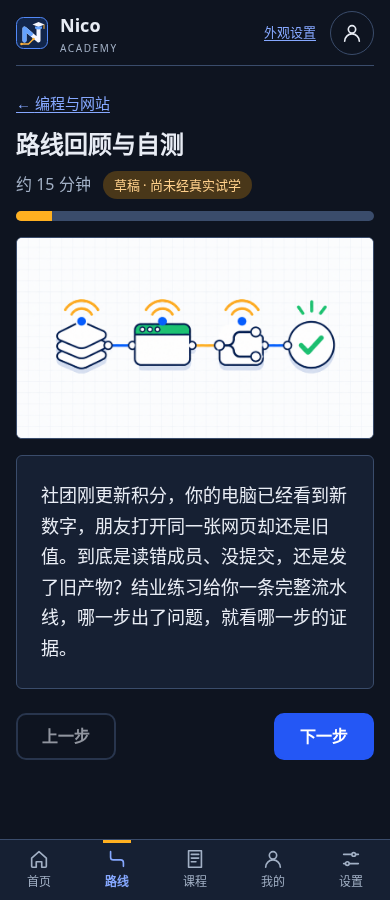 Nico
ACADEMY
外观设置
← 编程与网站
路线回顾与自测
约 15 分钟
草稿 · 尚未经真实试学
社团刚更新积分，你的电脑已经看到新
数字，朋友打开同一张网页却还是旧
值。到底是读错成员、没提交，还是发
了旧产物？结业练习给你一条完整流水
线，哪一步出了问题，就看哪一步的证
据。
上一步
下一步
首页
路线
课程
我的
设置